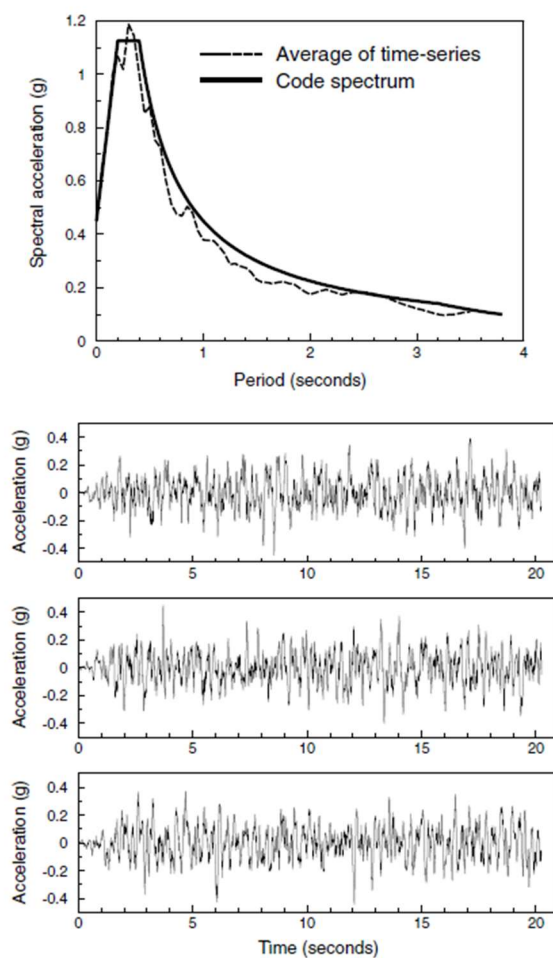 1.2
1
0.8
0.6
0.4
0.2
0
Spectral acceleration (g)
Average of time-series
Code spectrum
0 1 2 3 4
Period (seconds)
0.4
0.2
0
-0.2
-0.4
Acceleration (g)
0 5 10 15 20
0.4
0.2
0
-0.2
-0.4
Acceleration (g)
0 5 10 15 20
0.4
0.2
0
-0.2
-0.4
Acceleration (g)
0 5 10 15 20
Time (seconds)